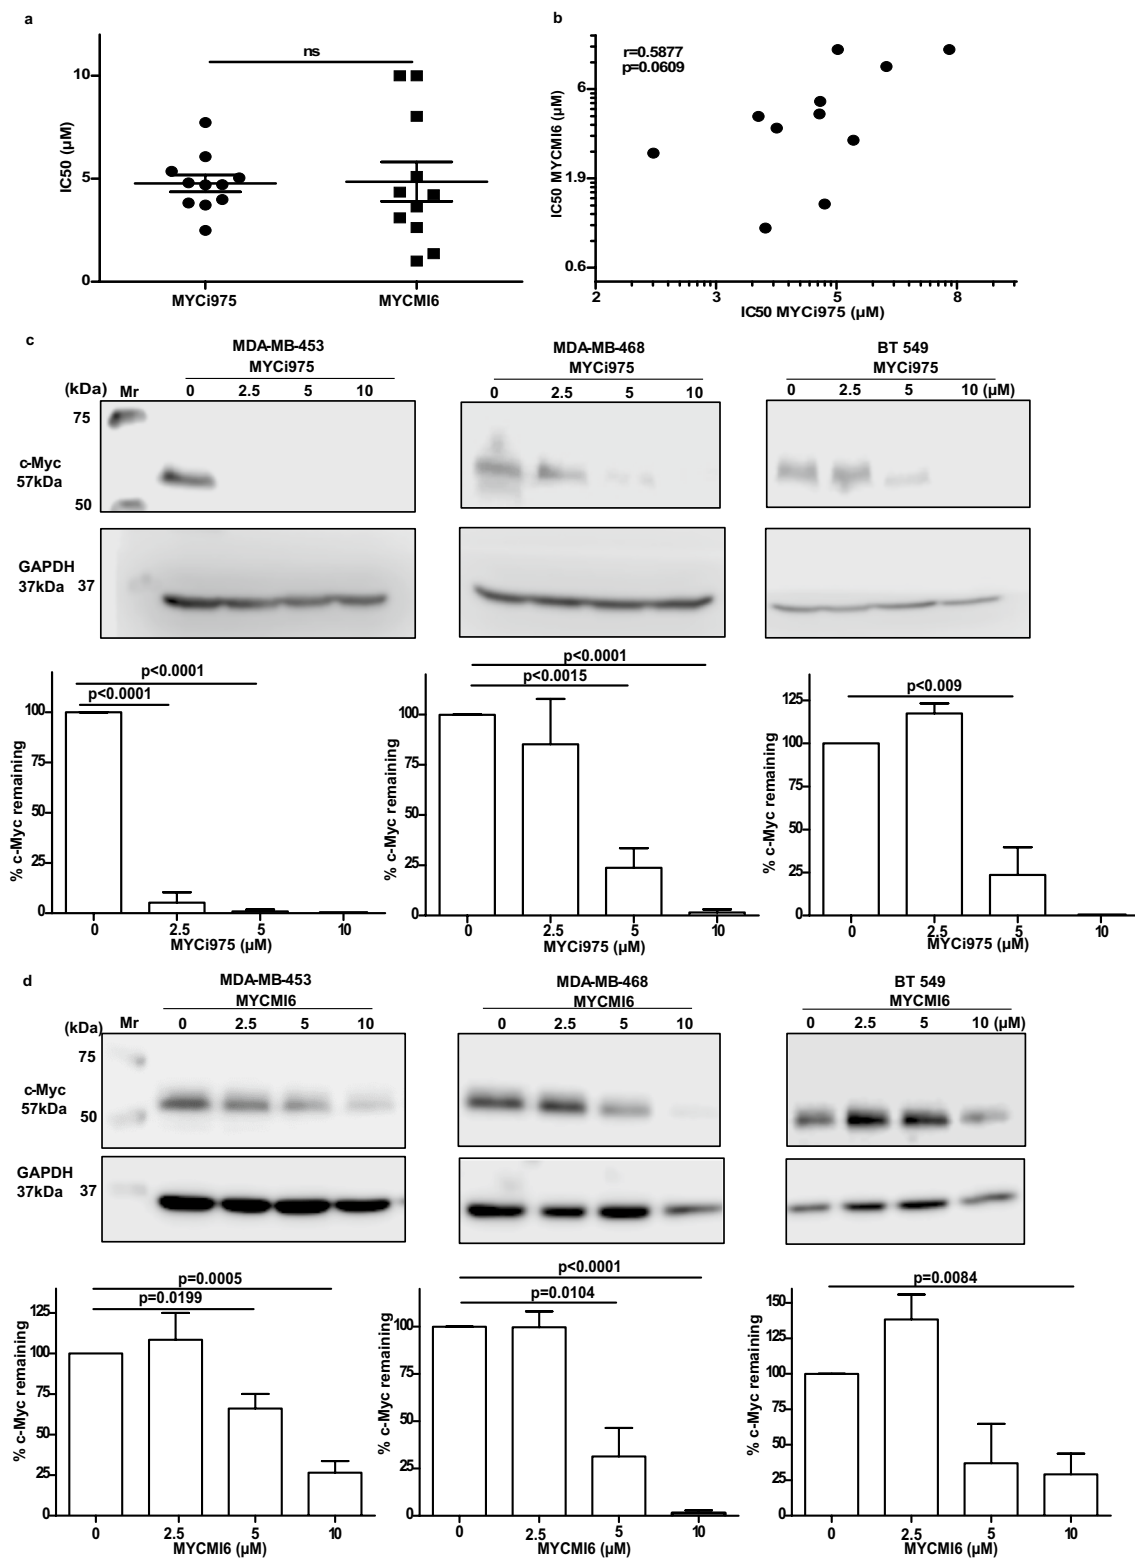 a
ns
10
5
0
IC50 (µM)
MYCi975
MYCMI6
b
r=0.5877
p=0.0609
6
1.9
0.6
IC50 MYCMI6 (µM)
2
3
5
8
IC50 MYCi975 (µM)
c
MDA-MB-453
MYCi975
(kDa) Mr 0 2.5 5 10
75
c-Myc
57kDa
50
GAPDH
37kDa 37
MDA-MB-468
MYCi975
0 2.5 5 10
BT 549
MYCi975
0 2.5 5 10 (µM)
p<0.0001
p<0.0001
100
75
50
25
0
% c-Myc remaining
0 2.5 5 10
MYCi975 (µM)
p<0.0001
p<0.0015
100
75
50
25
0
% c-Myc remaining
0 2.5 5 10
MYCi975 (µM)
p<0.009
125
100
75
50
25
0
% c-Myc remaining
0 2.5 5 10
MYCi975 (µM)
d
MDA-MB-453
MYCMI6
(kDa) Mr 0 2.5 5 10
75
c-Myc
57kDa
50
GAPDH
37kDa 37
MDA-MB-468
MYCMI6
0 2.5 5 10
BT 549
MYCMI6
0 2.5 5 10 (µM)
p=0.0005
p=0.0199
125
100
75
50
25
0
% c-Myc remaining
0 2.5 5 10
MYCMI6 (µM)
p<0.0001
p=0.0104
100
75
50
25
0
% c-Myc remaining
0 2.5 5 10
MYCMI6 (µM)
p=0.0084
150
125
100
75
50
25
0
% c-Myc remaining
0 2.5 5 10
MYCMI6 (µM)